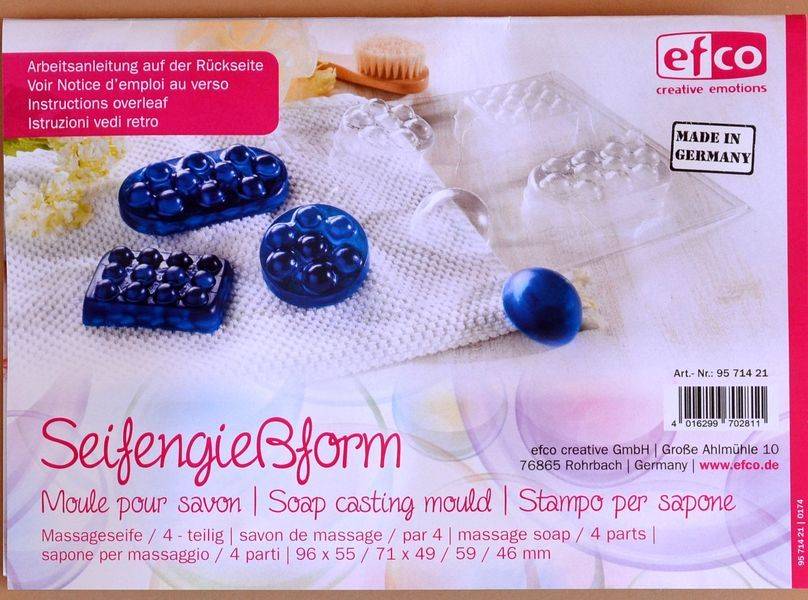 Arbeitsanleitung auf der Rückseite
Voir Notice d'emploi au verso
Instructions overleaf
Istruzioni vedi retro
efco
creative emotions
MADE IN
GERMANY
Art.- Nr.: 95 714 21
4 016299 702811
Seifengießform
efco creative GmbH | Große Ahlmühle 10
76865 Rohrbach | Germany | www.efco.de
Moule pour savon | Soap casting mould | Stampo per sapone
Massageseife / 4 - teilig | savon de massage / par 4 | massage soap / 4 parts |
sapone per massaggio / 4 parti | 96 x 55 / 71 x 49 / 59 / 46 mm
95 714 21 | 0174